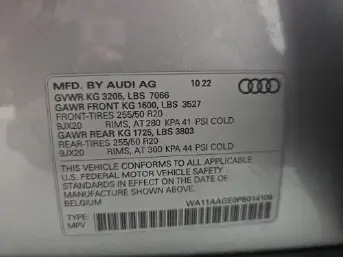 MFD. BY AUDI AG 10 22
GVWR KG 3205, LBS 7066
GAWR FRONT KG 1600, LBS 3527
FRONT-TIRES 255/50 R20
9JX20 RIMS, AT 280 KPA 41 PSI COLD
GAWR REAR KG 1725, LBS 3803
REAR-TIRES 255/50 R20
9JX20 RIMS, AT 300 KPA 44 PSI COLD
THIS VEHICLE CONFORMS TO ALL APPLICABLE
U.S. FEDERAL MOTOR VEHICLE SAFETY
STANDARDS IN EFFECT ON THE DATE OF
MANUFACTURE SHOWN ABOVE.
BELGIUM
TYPE:
MPV